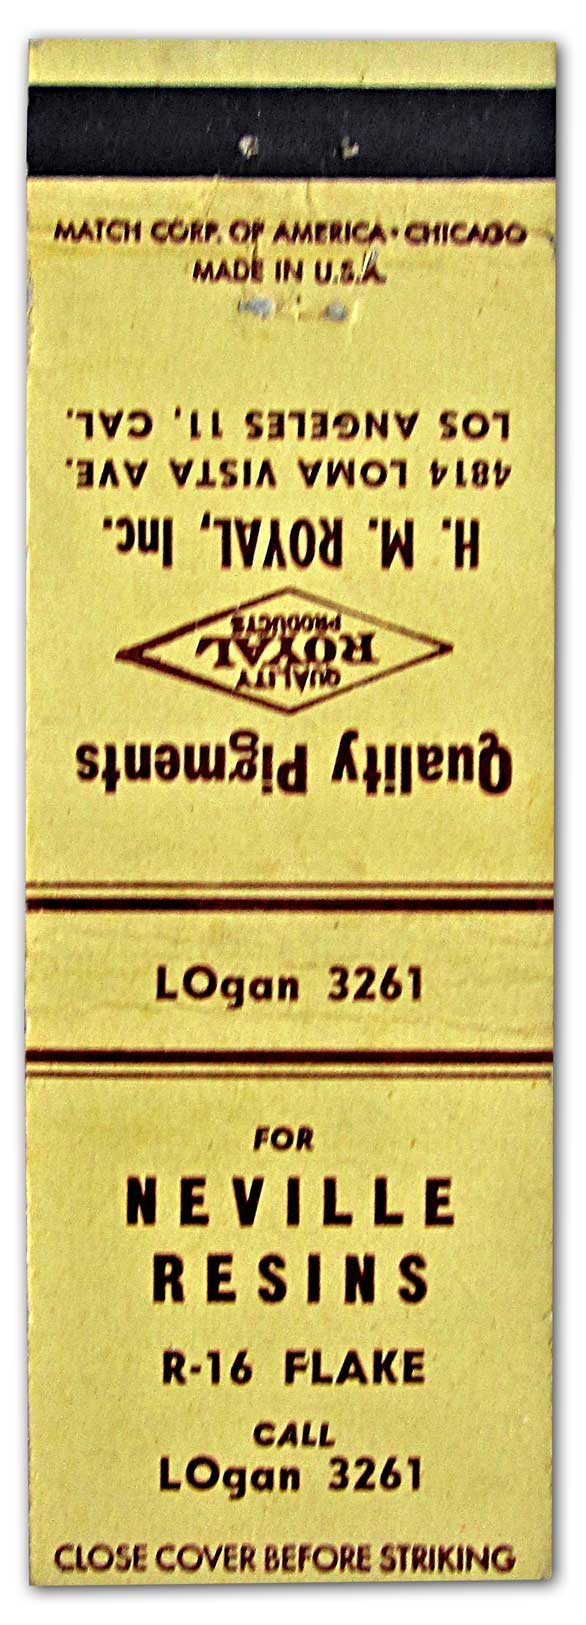 MATCH CORP. OF AMERICA • CHICAGO
MADE IN U.S.A.
Quality Pigments
QUALITY
ROYAL
PRODUCTS
H. M. ROYAL, Inc.
4814 LOMA VISTA AVE.
LOS ANGELES 11, CAL.
LOgan 3261
FOR
NEVILLE
RESINS
R-16 FLAKE
CALL
LOgan 3261
CLOSE COVER BEFORE STRIKING